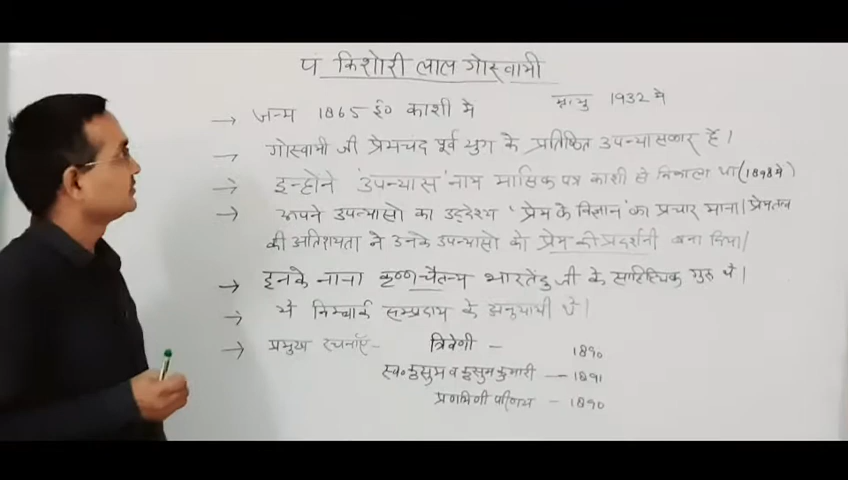 पं किशोरी लाल गोस्वामी
मृत्यु 1932 मे
→ जन्म 1865 ई० काशी मे
→ गोस्वामी जी प्रेमचंद पूर्व युग के प्रतिष्ठित उपन्यासकार हैं।
→ इन्होने 'उपन्यास' नाम मासिक पत्र काशी से निकाला था (1898 मे)
→ अपने उपन्यासो का उद्देश्य 'प्रेम के विज्ञान' का प्रचार माना। प्रेमतत्व
की अतिशयता ने उनके उपन्यासो को प्रेम की प्रदर्शनी बना दिया।
→ इनके नाना कृष्ण चैतन्य भारतेंदु जी के साहित्यिक गुरु थे।
→ ये निम्बार्क सम्प्रदाय के अनुयायी थे।
→ प्रमुख रचनाएँ - त्रिवेणी - 1890
स्व० कुसुम व कुसुम कुमारी - 1891
प्रणयिनी परिणय - 1890